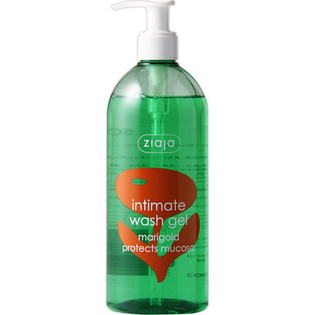 ziaja
intimate
wash gel
marigold
protects mucosa